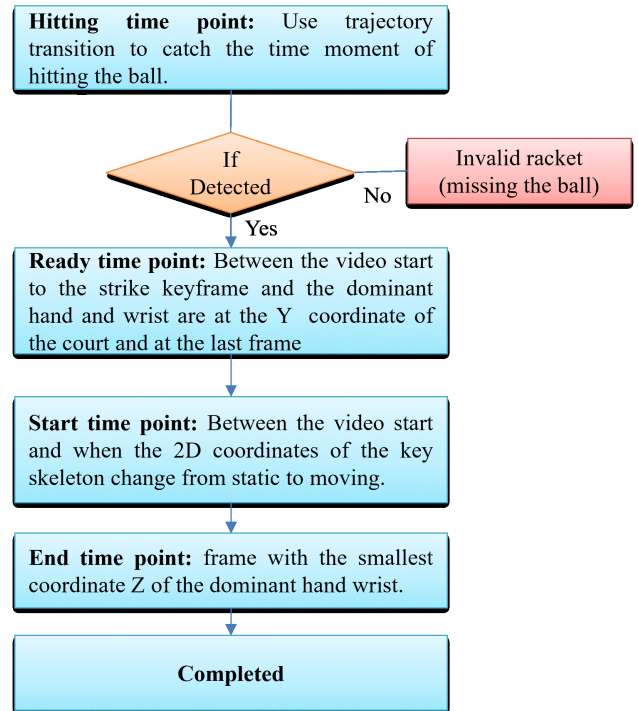 Hitting time point: Use trajectory
transition to catch the time moment of
hitting the ball.
If
Detected
Invalid racket
(missing the ball)
No
Yes
Ready time point: Between the video start
to the strike keyframe and the dominant
hand and wrist are at the Y coordinate of
the court and at the last frame
Start time point: Between the video start
and when the 2D coordinates of the key
skeleton change from static to moving.
End time point: frame with the smallest
coordinate Z of the dominant hand wrist.
Completed